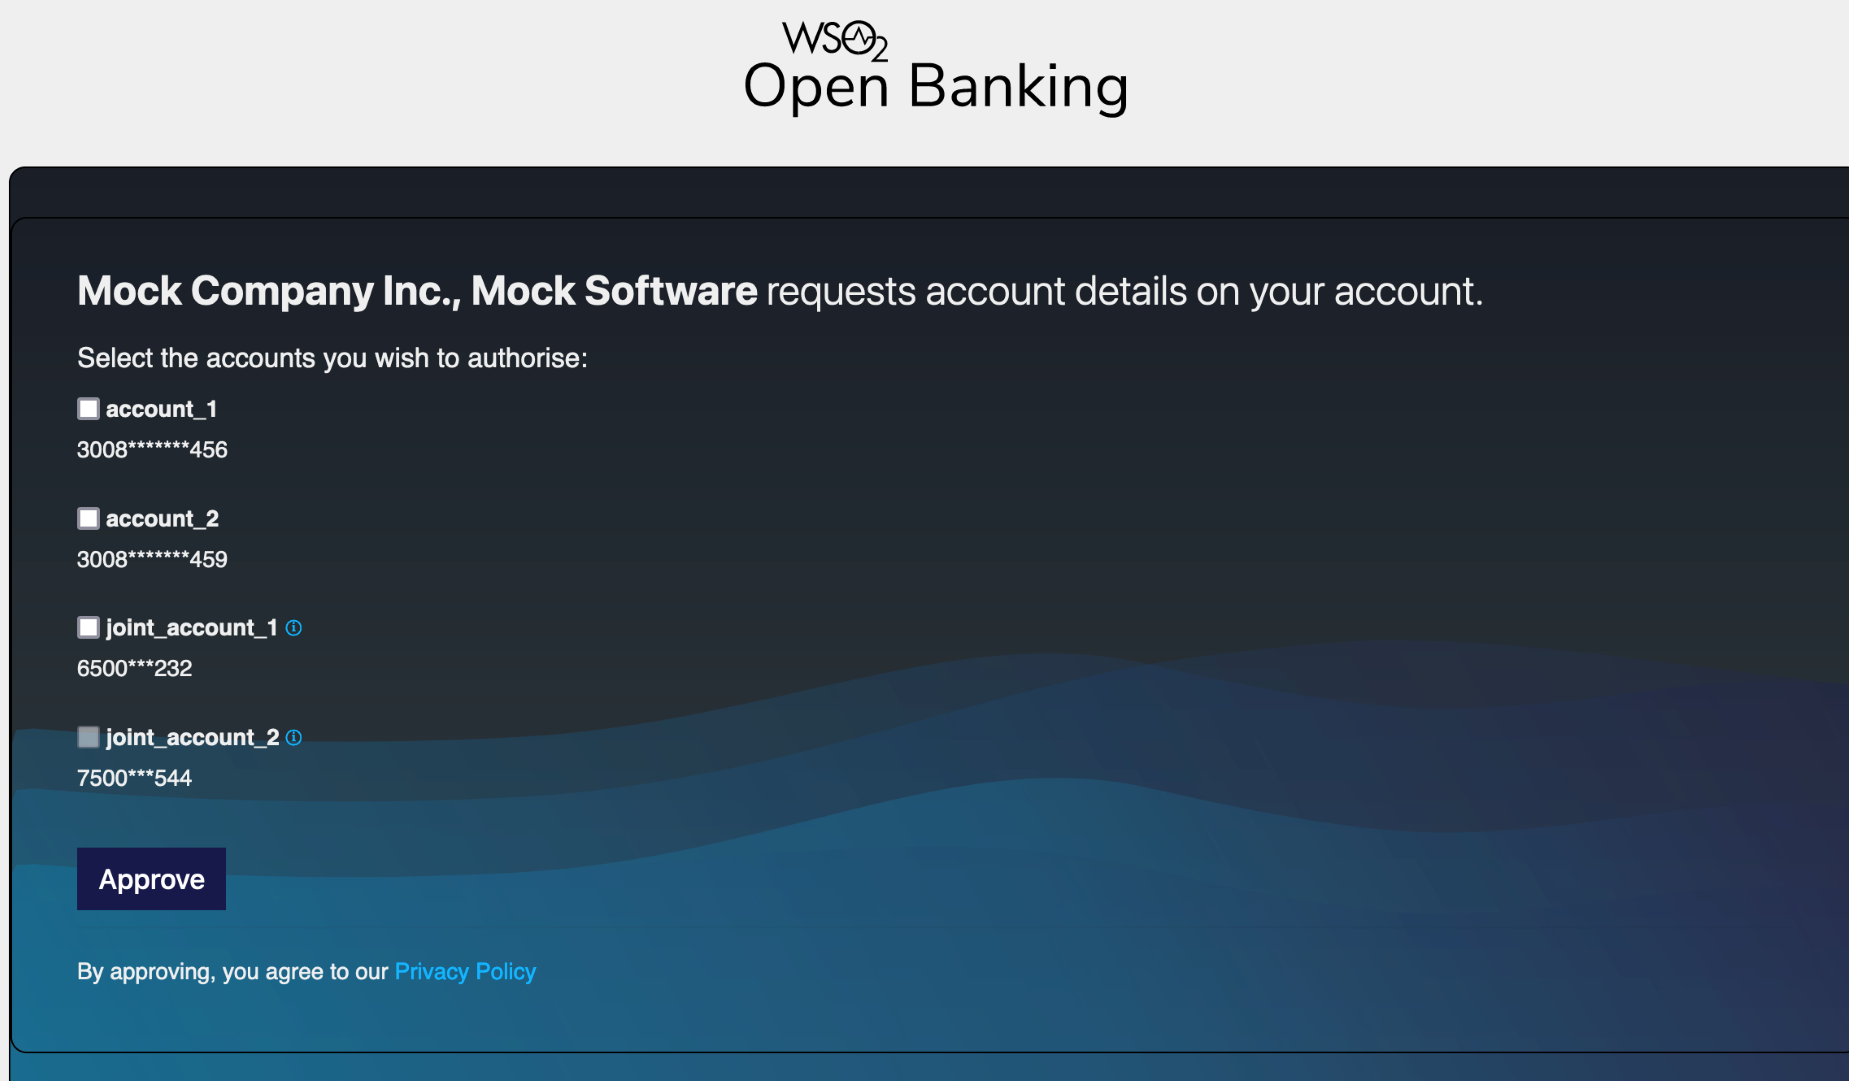 WSO2
Open Banking
Mock Company Inc., Mock Software requests account details on your account.
Select the accounts you wish to authorise:
account_1
3008*******456
account_2
3008*******459
joint_account_1
6500***232
joint_account_2
7500***544
Approve
By approving, you agree to our Privacy Policy